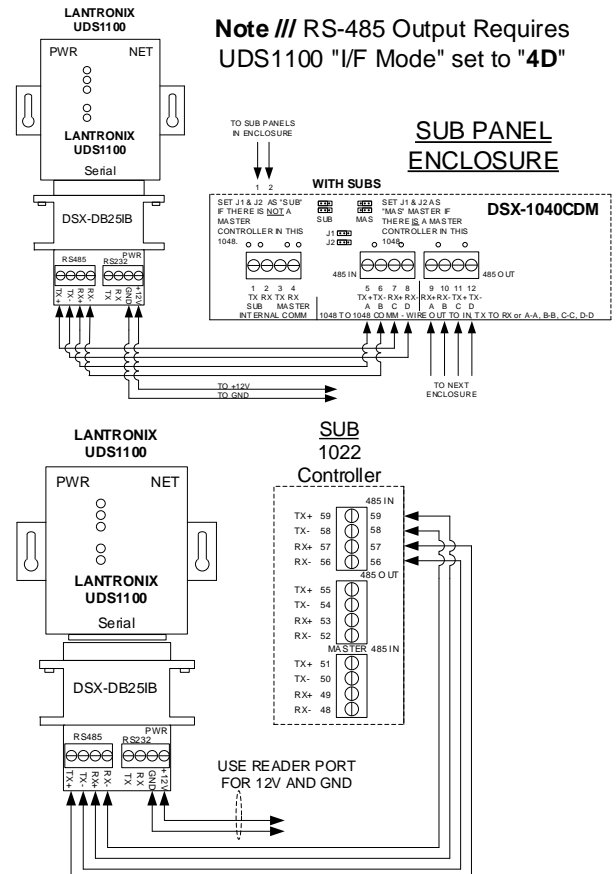 LANTRONIX
UDS1100
Note /// RS-485 Output Requires
UDS1100 "I/F Mode" set to "4D"
PWR NET
LANTRONIX
UDS1100
Serial
DSX-DB25IB
RS485 RS232 PWR
TX+ TX- RX+ RX- TX RX GND +12V
TO SUB PANELS
IN ENCLOSURE
1 2
SUB PANEL
ENCLOSURE
WITH SUBS
SET J1 & J2 AS "SUB"
IF THERE IS NOT A
MASTER
CONTROLLER IN THIS
1048.
SUB MAS
J1
J2
SET J1 & J2 AS
"MAS" MASTER IF
THERE IS A MASTER
CONTROLLER IN THIS
1048.
DSX-1040CDM
485 IN 485 OUT
1 2 3 4 5 6 7 8 9 10 11 12
TX RX TX RX TX+ TX- RX+ RX- RX+ RX- TX+ TX-
SUB MASTER A B C D A B C D
INTERNAL COMM 1048 TO 1048 COMM - WIRE OUT TO IN, TX TO RX or A-A, B-B, C-C, D-D
TO +12V
TO GND
TO NEXT
ENCLOSURE
LANTRONIX
UDS1100
PWR NET
LANTRONIX
UDS1100
Serial
DSX-DB25IB
RS485 RS232 PWR
TX+ TX- RX+ RX- TX RX GND +12V
SUB
1022
Controller
485 IN
TX+ 59 59
TX- 58 58
RX+ 57 57
RX- 56 56
485 OUT
TX+ 55
TX- 54
RX+ 53
RX- 52
MASTER 485 IN
TX+ 51
TX- 50
RX+ 49
RX- 48
USE READER PORT
FOR 12V AND GND